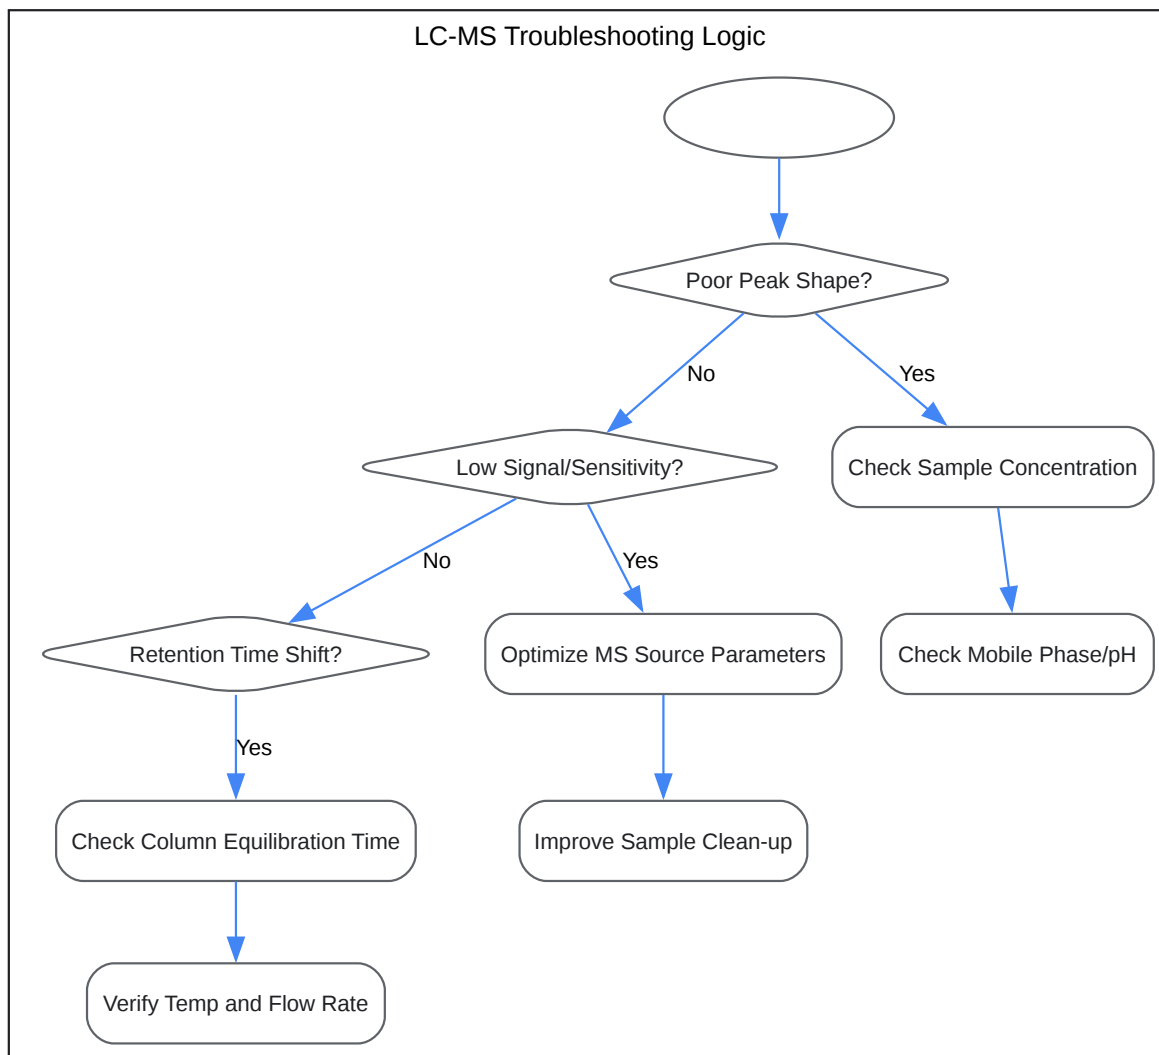 LC-MS Troubleshooting Logic
Poor Peak Shape?
No
Yes
Low Signal/Sensitivity?
Check Sample Concentration
No
Yes
Retention Time Shift?
Optimize MS Source Parameters
Check Mobile Phase/pH
Yes
Check Column Equilibration Time
Improve Sample Clean-up
Verify Temp and Flow Rate